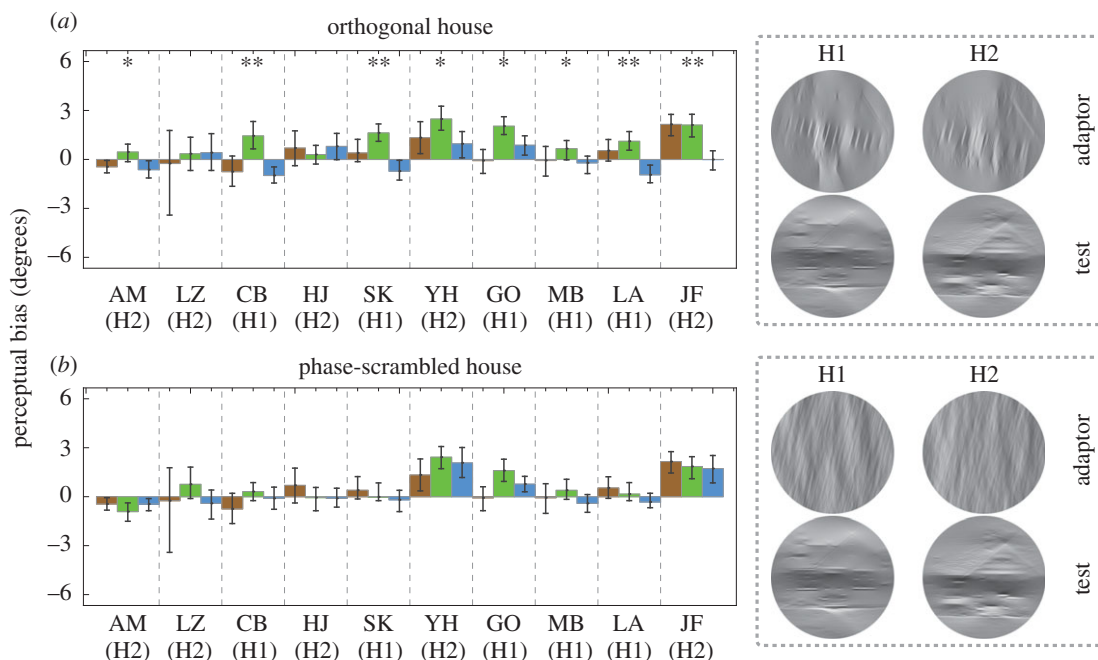 (a)
orthogonal house
* ** ** * * * ** **
6
3
0
–3
–6
AM LZ CB HJ SK YH GO MB LA JF
(H2) (H2) (H1) (H2) (H1) (H2) (H1) (H1) (H1) (H2)
H1 H2
adaptor
test
perceptual bias (degrees)
(b)
phase-scrambled house
6
3
0
–3
–6
AM LZ CB HJ SK YH GO MB LA JF
(H2) (H2) (H1) (H2) (H1) (H2) (H1) (H1) (H1) (H2)
H1 H2
adaptor
test